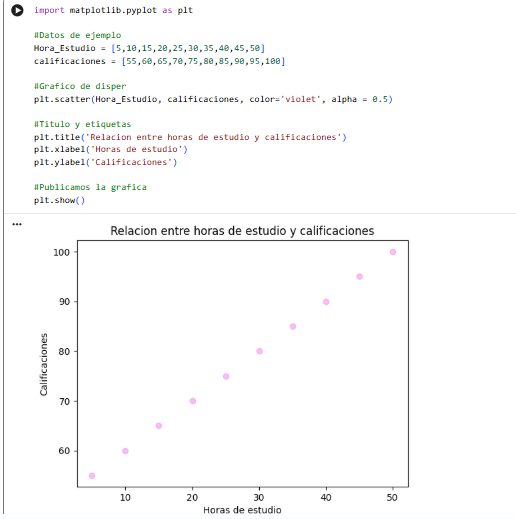 import matplotlib.pyplot as plt
#Datos de ejemplo
Hora_Estudio = [5,10,15,20,25,30,35,40,45,50]
calificaciones = [55,60,65,70,75,80,85,90,95,100]
#Grafico de disper
plt.scatter(Hora_Estudio, calificaciones, color='violet', alpha = 0.5)
#Titulo y etiquetas
plt.title('Relacion entre horas de estudio y calificaciones')
plt.xlabel('Horas de estudio')
plt.ylabel('Calificaciones')
#Publicamos la grafica
plt.show()
Relacion entre horas de estudio y calificaciones
100
90
80
70
60
Calificaciones
10 20 30 40 50
Horas de estudio